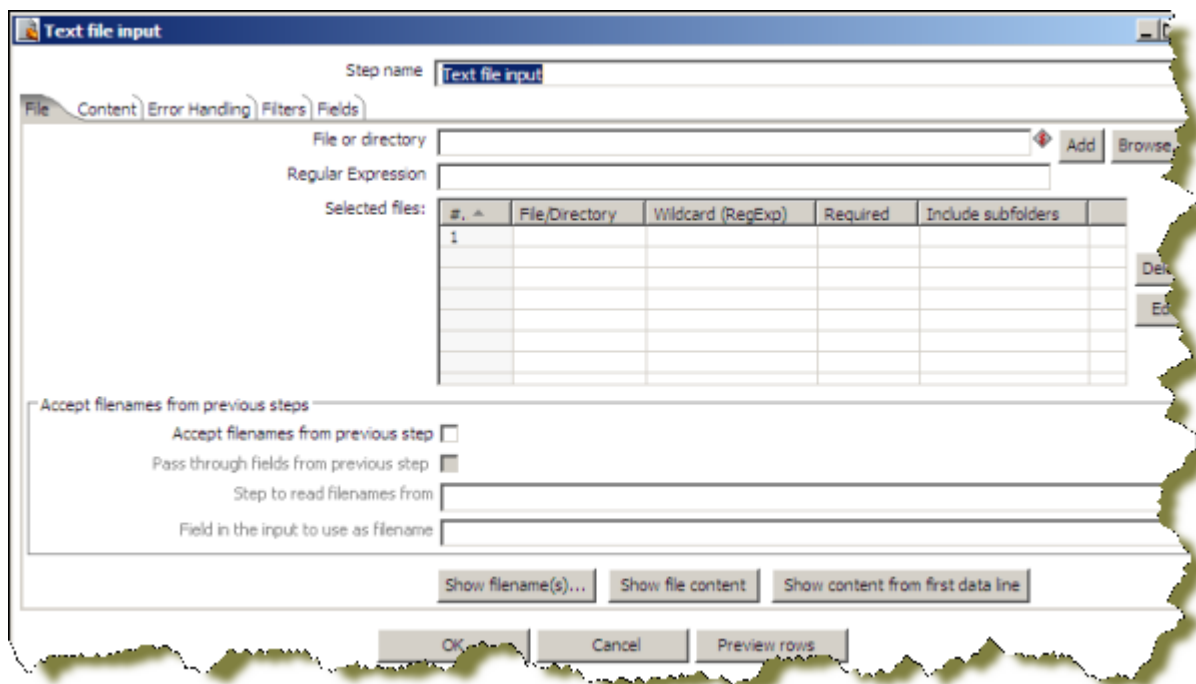 Text file input
Step name Text file input
File Content Error Handling Filters Fields
File or directory Add Browse
Regular Expression
Selected files: #. File/Directory Wildcard (RegExp) Required Include subfolders
1
Accept filenames from previous steps
Accept filenames from previous step
Pass through fields from previous step
Step to read filenames from
Field in the input to use as filename
Show filename(s)... Show file content Show content from first data line
OK Cancel Preview rows